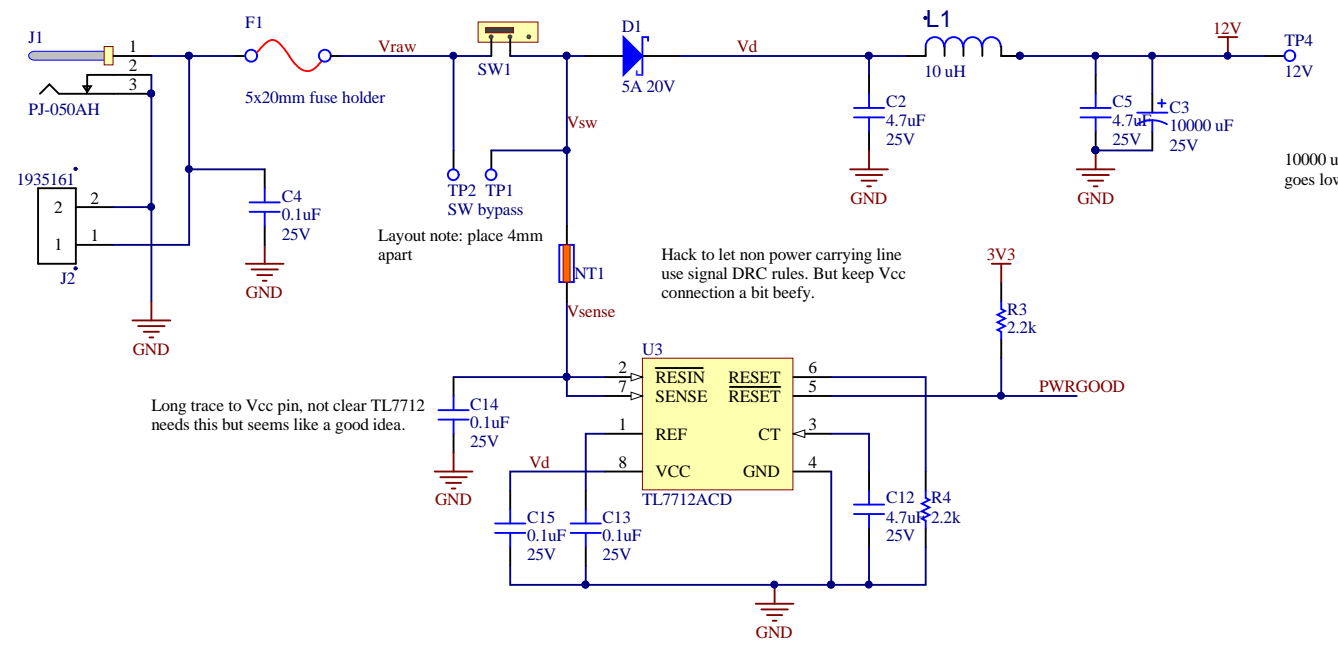 J1
1
2
3
PJ-050AH
F1
5x20mm fuse holder
Vraw
SW1
D1
5A 20V
Vd
L1
10 uH
12V
TP4
12V
C2
4.7uF
25V
GND
C5
4.7uF
25V
C3
+
10000 uF
25V
GND
10000 u
goes low
Vsw
TP2
TP1
SW bypass
Layout note: place 4mm
apart
1935161
2
1
2
1
J2
C4
0.1uF
25V
GND
GND
NT1
Vsense
Hack to let non power carrying line
use signal DRC rules. But keep Vcc
connection a bit beefy.
3V3
R3
2.2k
PWRGOOD
U3
2
RESIN
7
SENSE
1
REF
8
VCC
RESET
6
RESET
5
CT
3
GND
4
TL7712ACD
Long trace to Vcc pin, not clear TL7712
needs this but seems like a good idea.
C14
0.1uF
25V
GND
Vd
C15
0.1uF
25V
C13
0.1uF
25V
C12
4.7uF
25V
R4
2.2k
GND